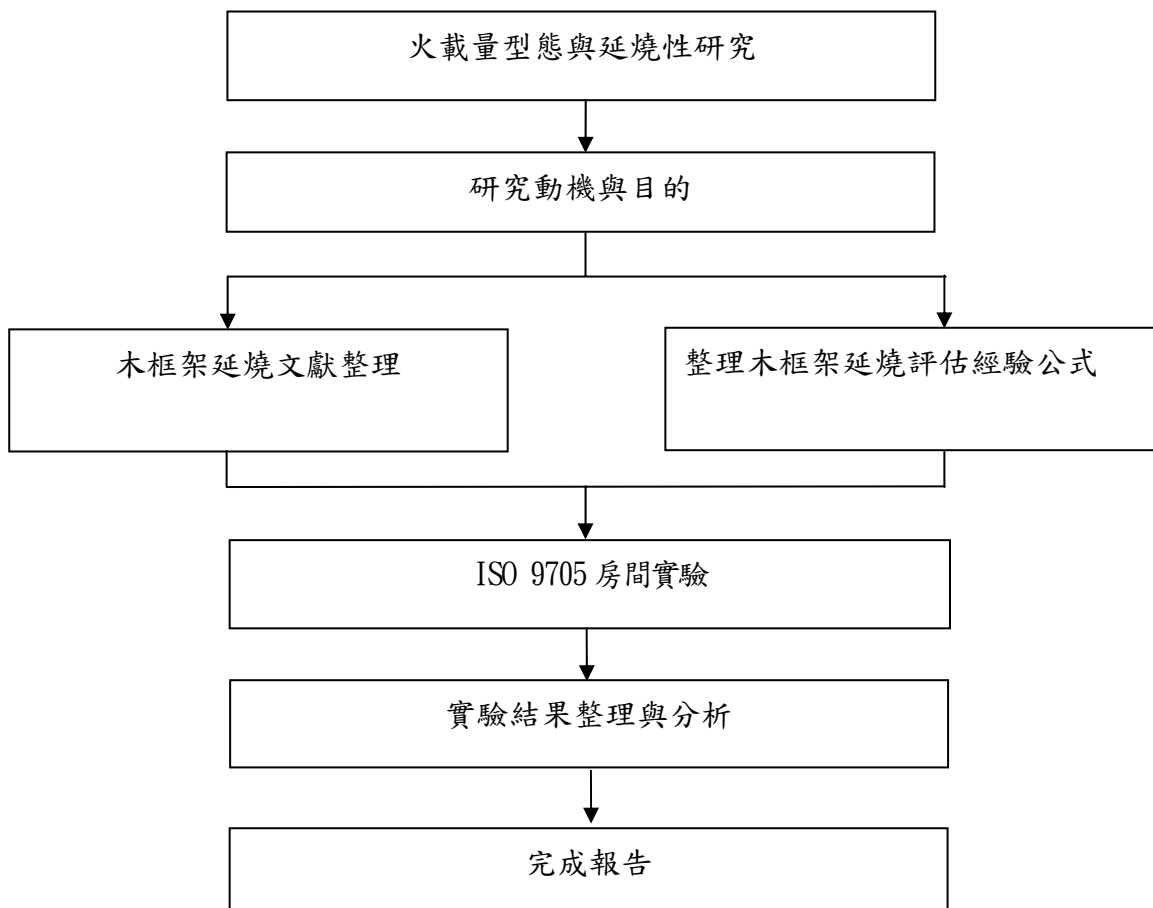 火載量型態與延燒性研究
研究動機與目的
木框架延燒文獻整理
整理木框架延燒評估經驗公式
ISO 9705 房間實驗
實驗結果整理與分析
完成報告